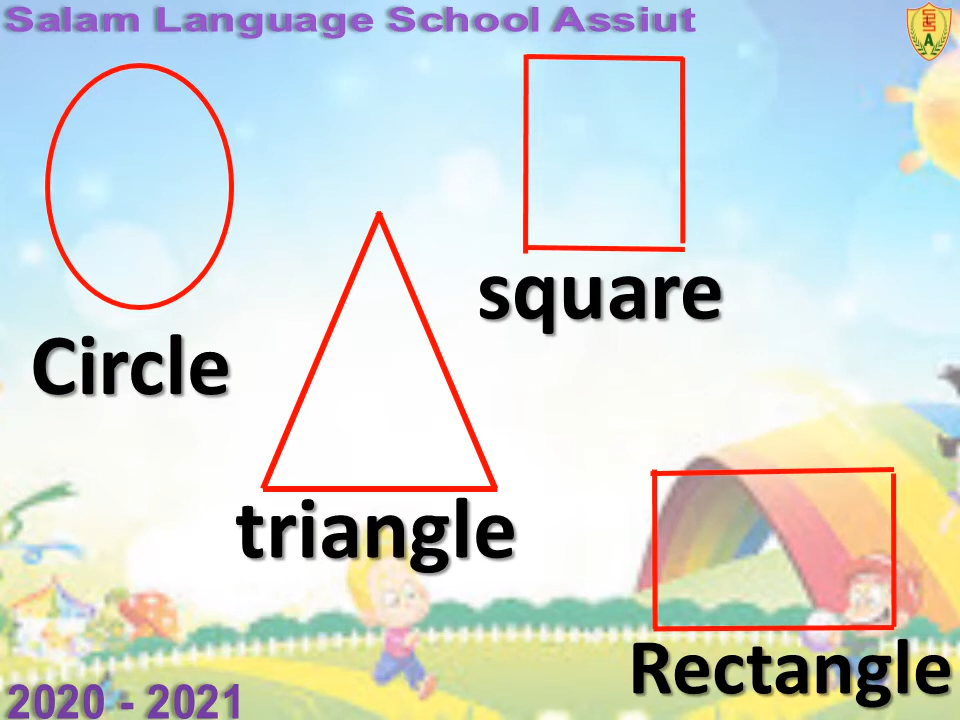 Salam Language School Assiut
square
Circle
triangle
Rectangle
2020 - 2021